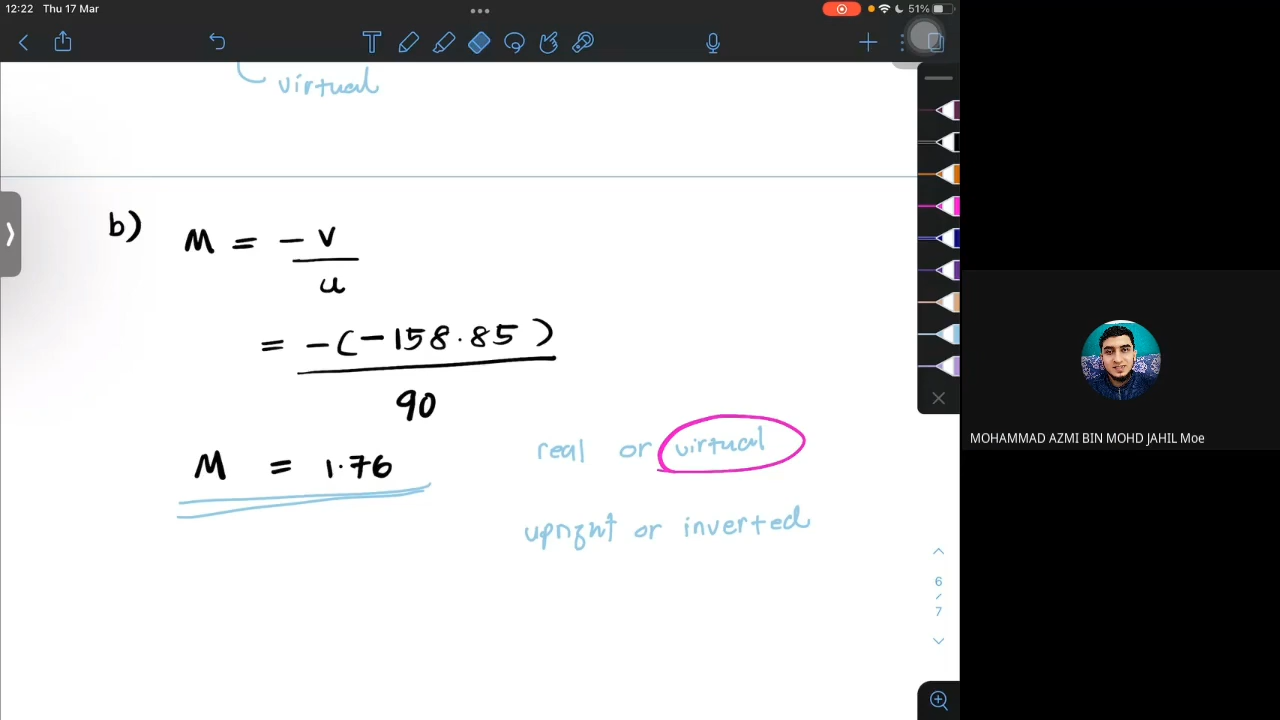 12:22 Thu 17 Mar
51%
virtual
b) M = - v
u
= -(-158.85)
90
M = 1.76
real or virtual
upright or inverted
6
/
7
MOHAMMAD AZMI BIN MOHD JAHIL Moe